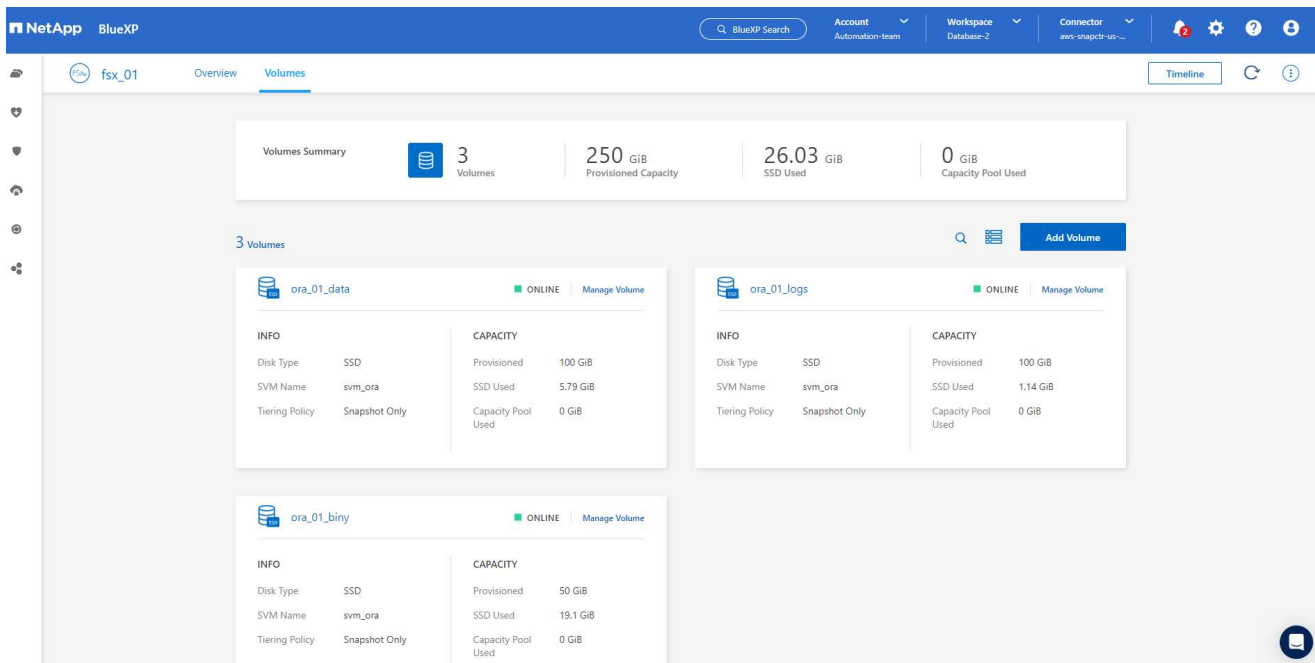 NetApp BlueXP
BlueXP Search
Account
Automation-team
Workspace
Database-2
Connector
aws-snapctr-us-...
2
fsx_01
Overview
Volumes
Timeline
Volumes Summary
3
Volumes
250 GiB
Provisioned Capacity
26.03 GiB
SSD Used
0 GiB
Capacity Pool Used
3 Volumes
Add Volume
ora_01_data
ONLINE
Manage Volume
INFO
Disk Type SSD
SVM Name svm_ora
Tiering Policy Snapshot Only
CAPACITY
Provisioned 100 GiB
SSD Used 5.79 GiB
Capacity Pool Used 0 GiB
ora_01_logs
ONLINE
Manage Volume
INFO
Disk Type SSD
SVM Name svm_ora
Tiering Policy Snapshot Only
CAPACITY
Provisioned 100 GiB
SSD Used 1.14 GiB
Capacity Pool Used 0 GiB
ora_01_biny
ONLINE
Manage Volume
INFO
Disk Type SSD
SVM Name svm_ora
Tiering Policy Snapshot Only
CAPACITY
Provisioned 50 GiB
SSD Used 19.1 GiB
Capacity Pool Used 0 GiB